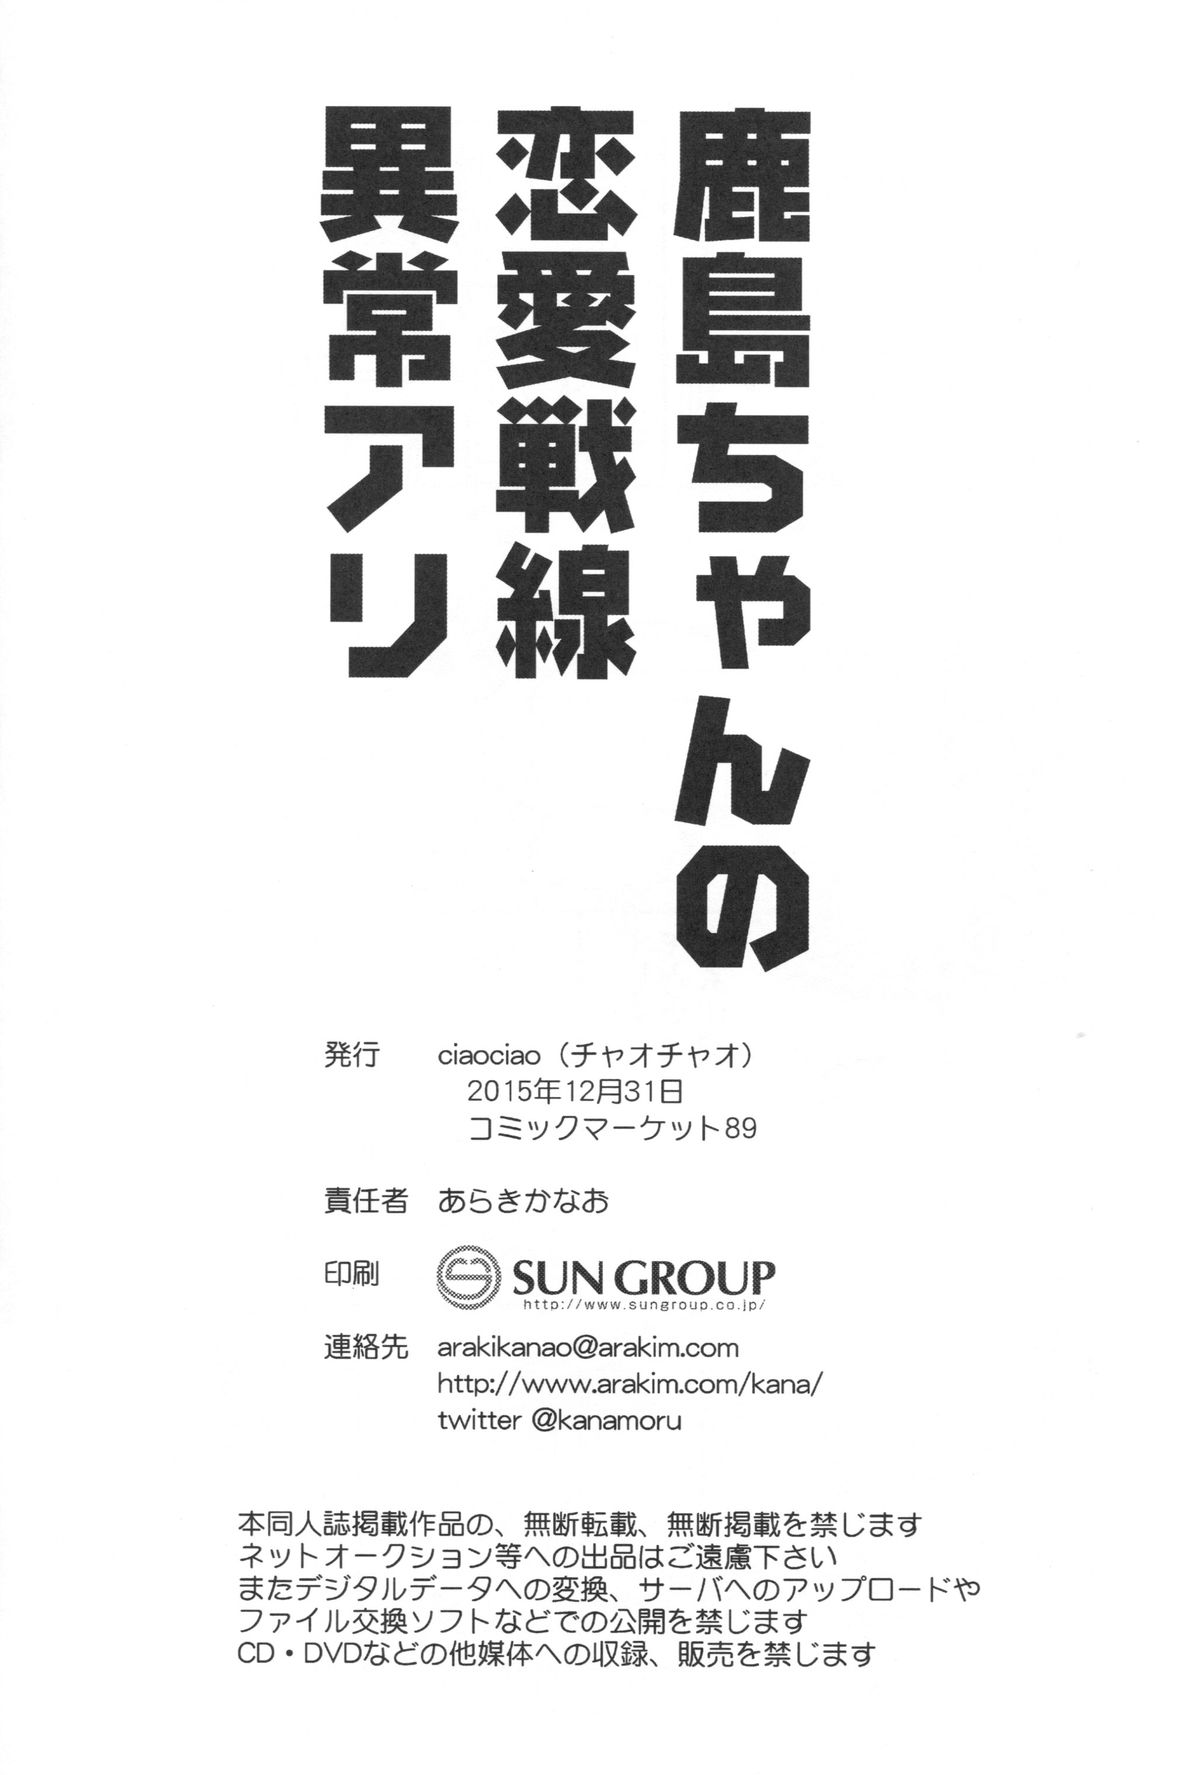 鹿島ちゃんの
恋愛戦線
異常アリ
発行 ciaociao（チャオチャオ）
2015年12月31日
コミックマーケット89
責任者 あらきかなお
印刷 SUN GROUP
http://www.sungroup.co.jp/
連絡先 arakikanao@arakim.com
http://www.arakim.com/kana/
twitter @kanamoru
本同人誌掲載作品の、無断転載、無断掲載を禁じます
ネットオークション等への出品はご遠慮下さい
またデジタルデータへの変換、サーバへのアップロードや
ファイル交換ソフトなどでの公開を禁じます
CD・DVDなどの他媒体への収録、販売を禁じます